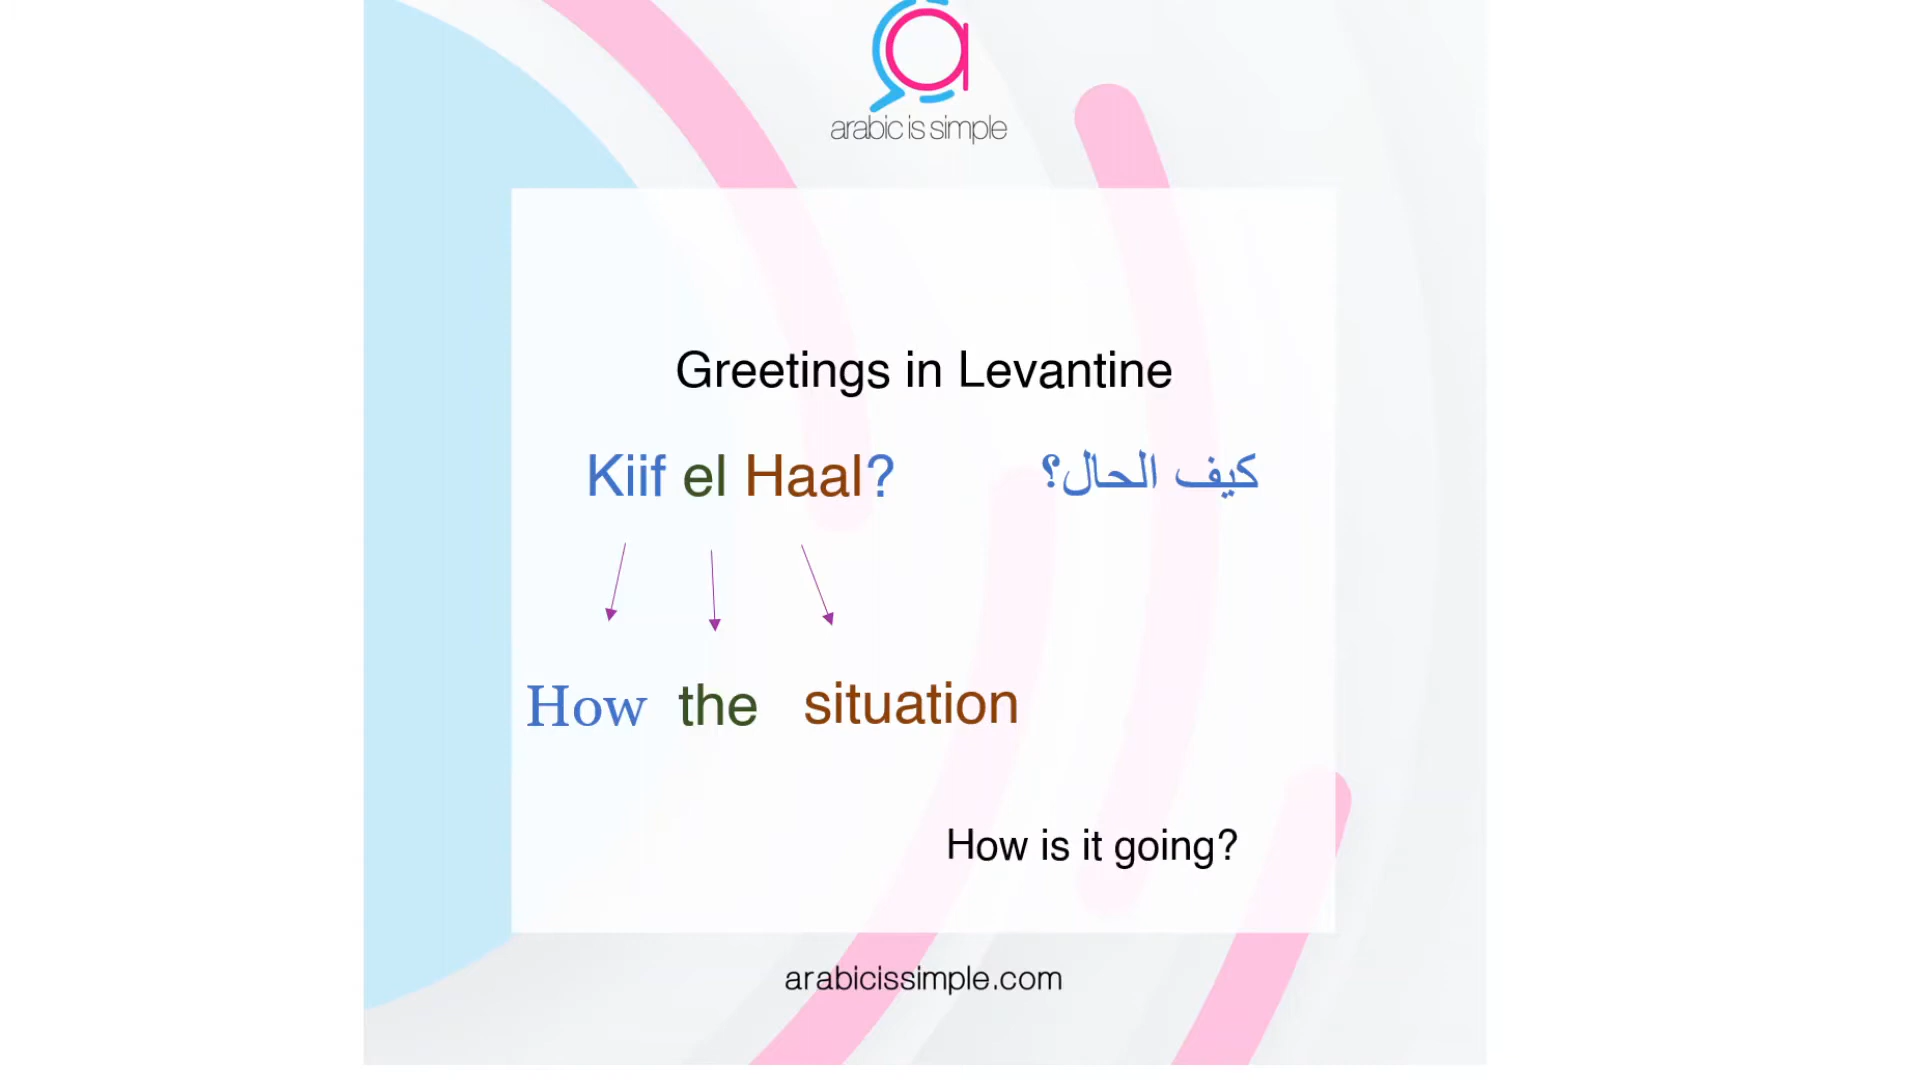 arabic is simple
Greetings in Levantine
Kiif el Haal? كيف الحال؟
How the situation
How is it going?
arabicissimple.com